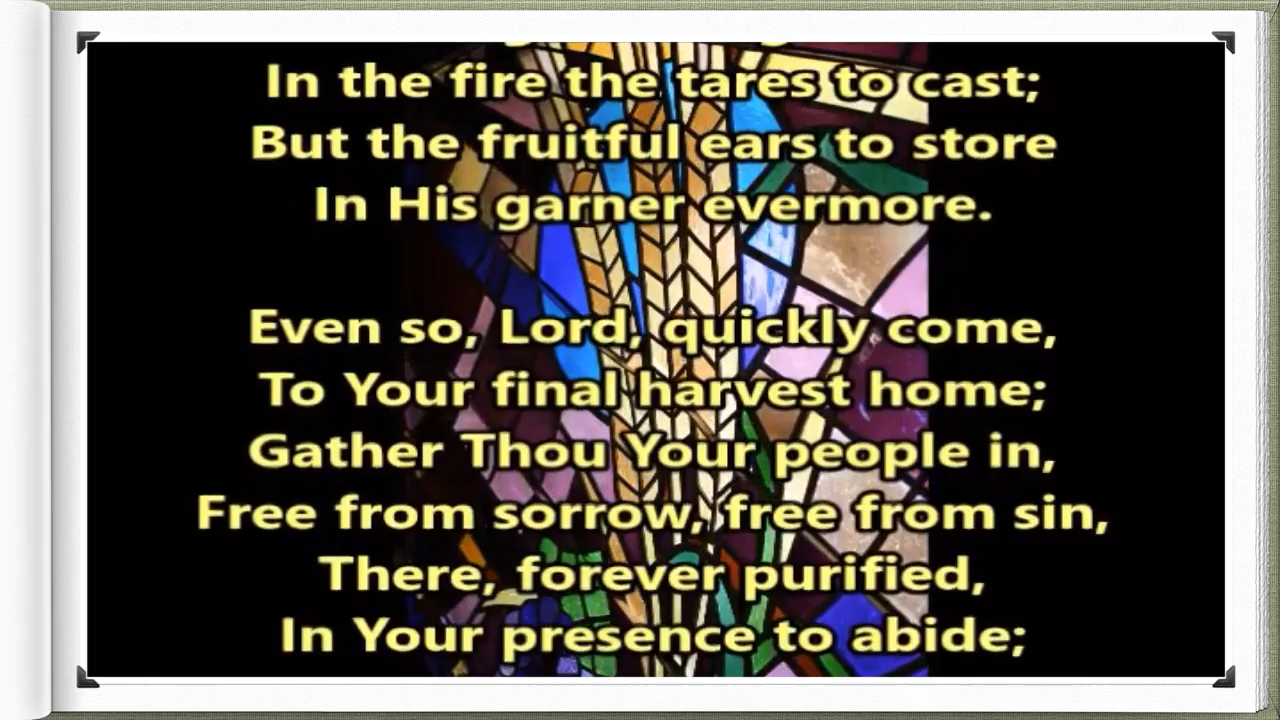 In the fire the tares to cast;
But the fruitful ears to store
In His garner evermore.
Even so, Lord, quickly come,
To Your final harvest home;
Gather Thou Your people in,
Free from sorrow, free from sin,
There, forever purified,
In Your presence to abide;